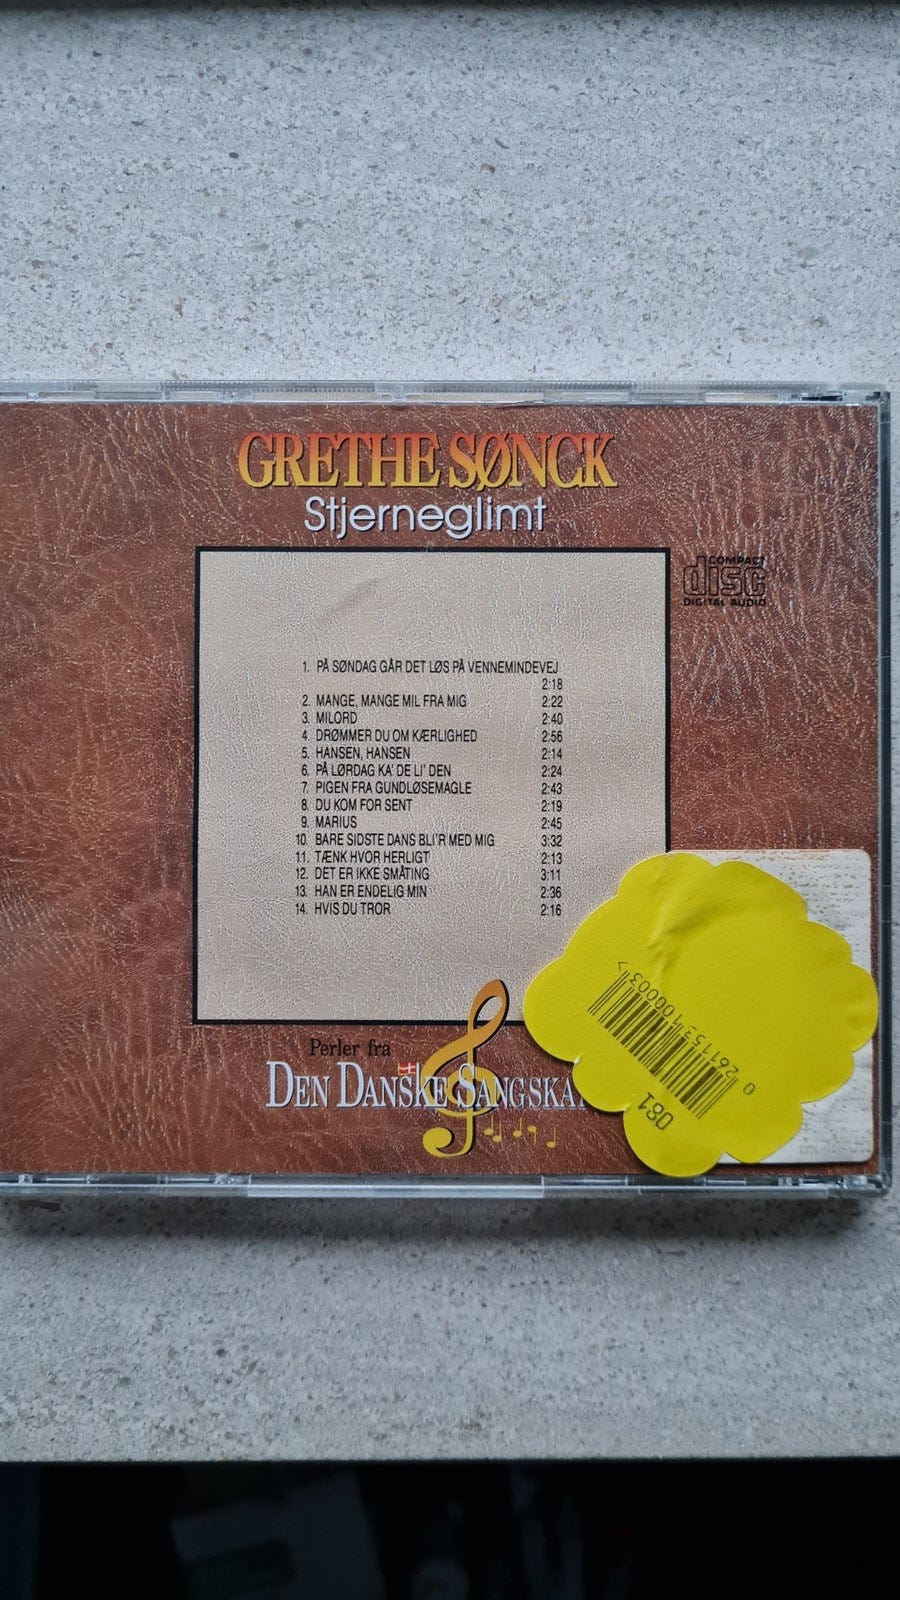 GRETHE SØNCK
Stjerneglimt
COMPACT
disc
DIGITAL AUDIO
1. PÅ SØNDAG GÅR DET LØS PÅ VENNEMINDEVEJ
2:18
2. MANGE, MANGE MIL FRA MIG 2:22
3. MILORD 2:40
4. DRØMMER DU OM KÆRLIGHED 2:56
5. HANSEN, HANSEN 2:14
6. PÅ LØRDAG KA' DE LI' DEN 2:24
7. PIGEN FRA GUNDLØSEMAGLE 2:43
8. DU KOM FOR SENT 2:19
9. MARIUS 2:45
10. BARE SIDSTE DANS BLI'R MED MIG 3:32
11. TÆNK HVOR HERLIGT 2:13
12. DET ER IKKE SMÅTING 3:11
13. HAN ER ENDELIG MIN 2:36
14. HVIS DU TROR 2:16
Perler fra
DEN DANSKE SANGSKA
081